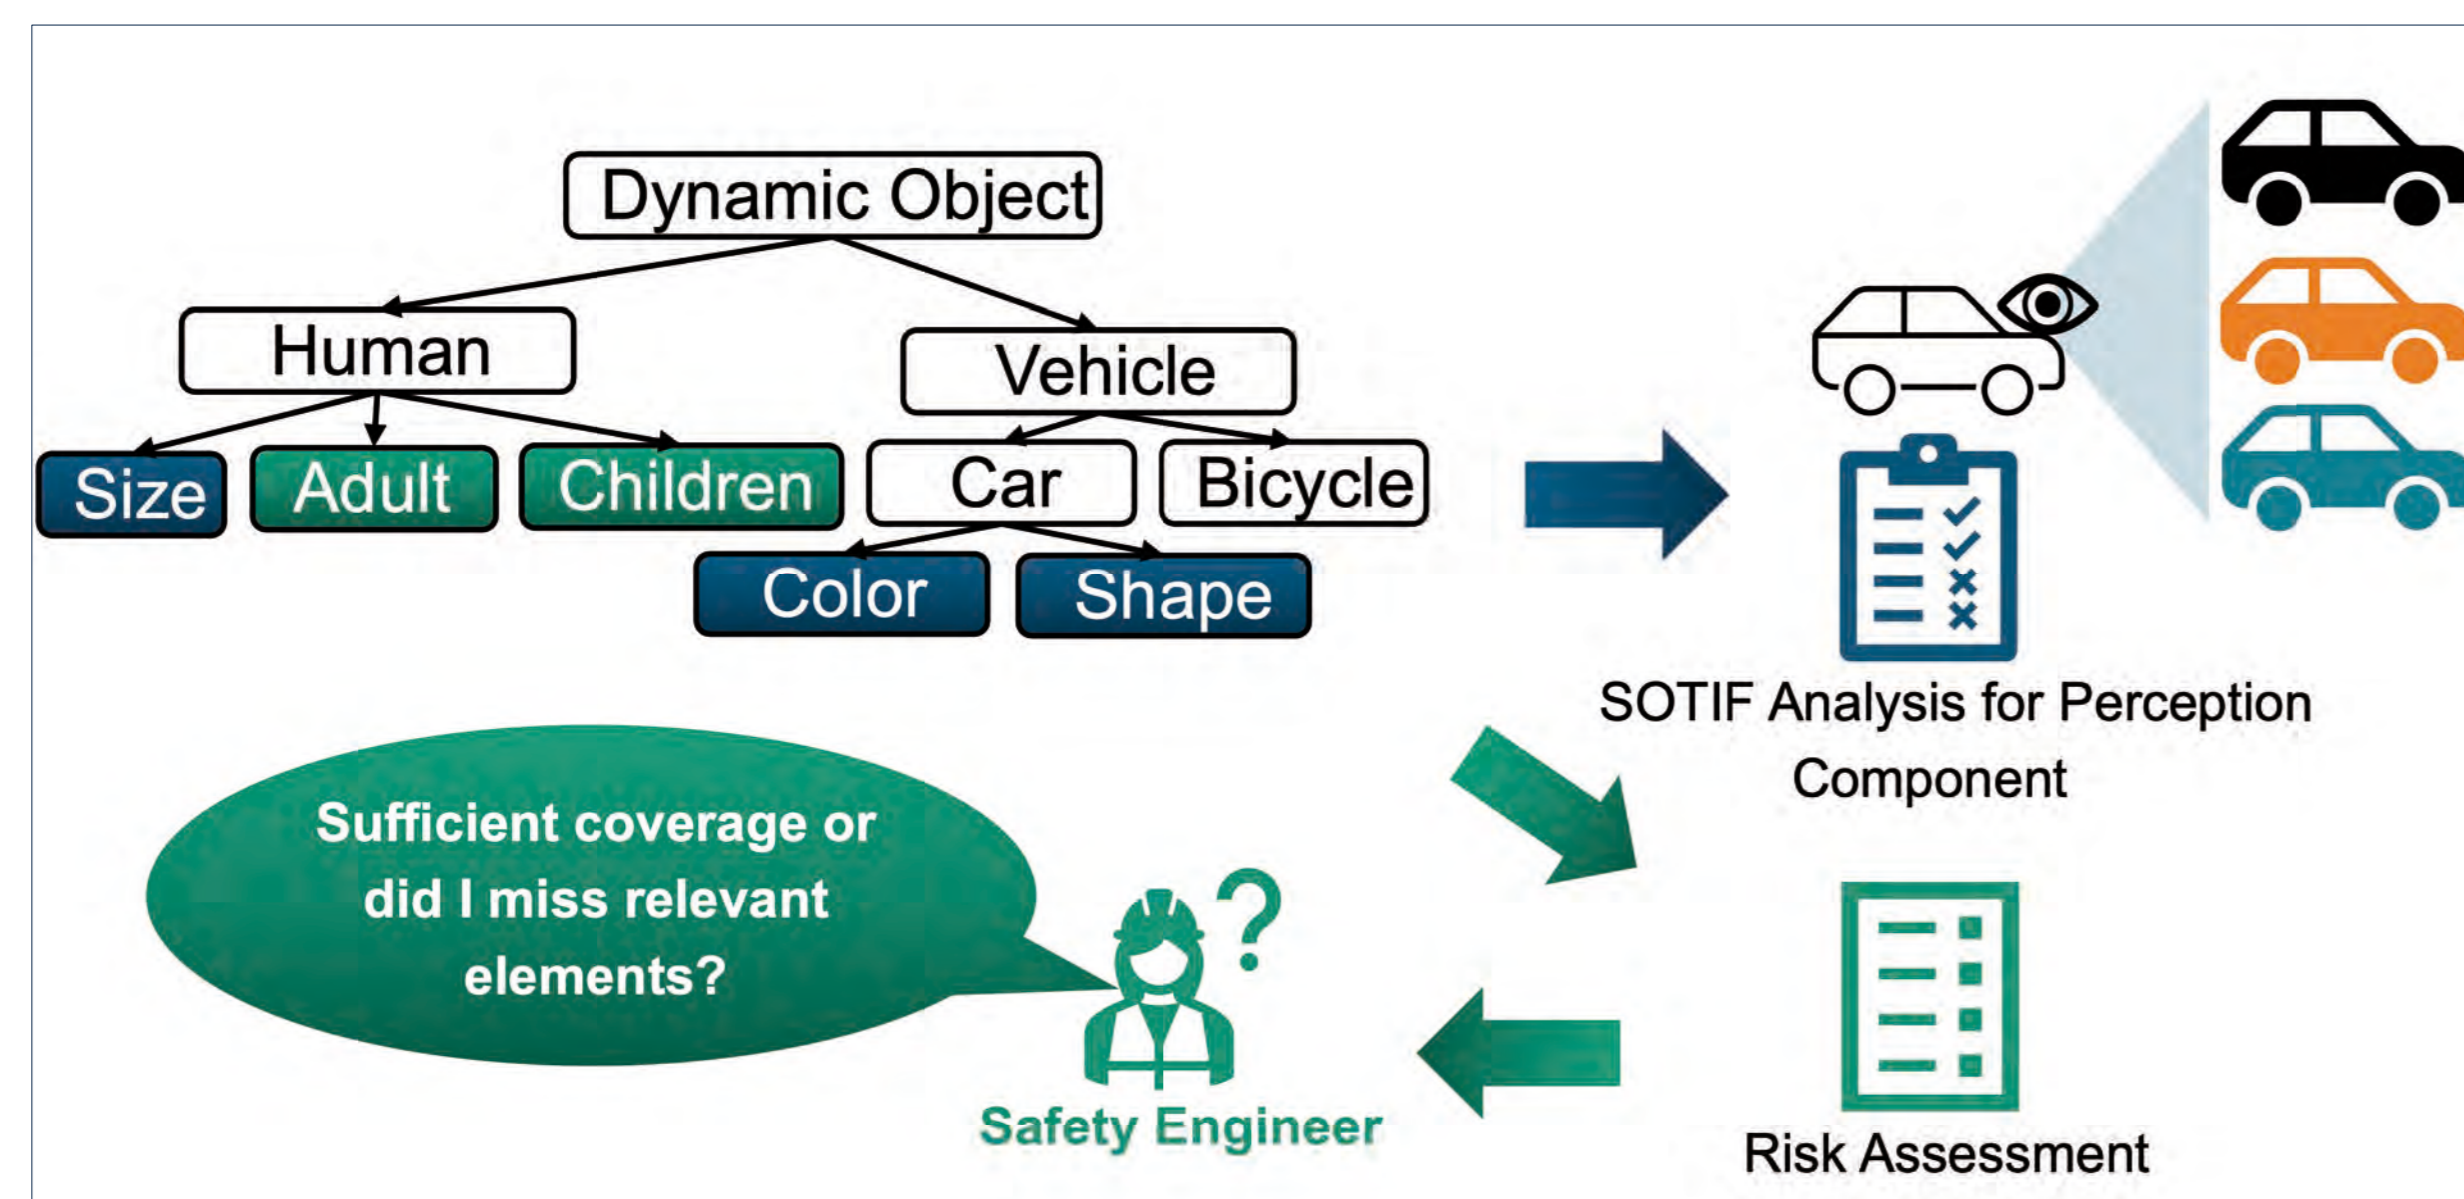 Dynamic Object
Human
Vehicle
Size
Adult
Children
Car
Bicycle
Color
Shape
SOTIF Analysis for Perception
Component
Sufficient coverage or
did I miss relevant
elements?
?
Safety Engineer
Risk Assessment